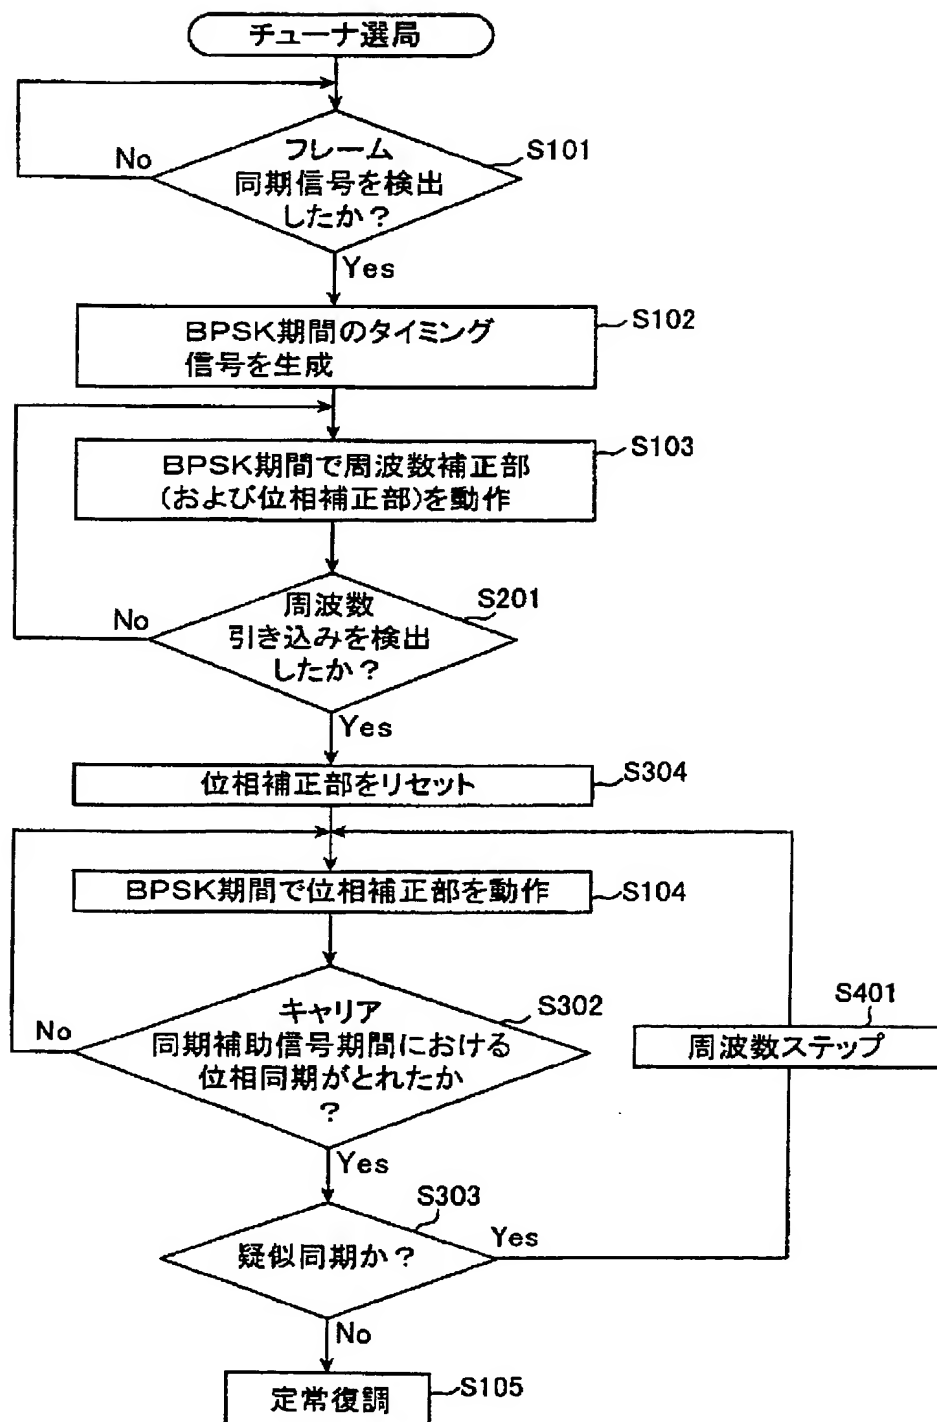 チューナ選局
フレーム
同期信号を検出
したか？
S101
No
Yes
BPSK期間のタイミング
信号を生成
S102
BPSK期間で周波数補正部
(および位相補正部)を動作
S103
周波数
引き込みを検出
したか？
S201
No
Yes
位相補正部をリセット
S304
BPSK期間で位相補正部を動作
S104
キャリア
同期補助信号期間における
位相同期がとれたか
？
S302
No
Yes
S401
周波数ステップ
疑似同期か？
S303
Yes
No
定常復調
S105